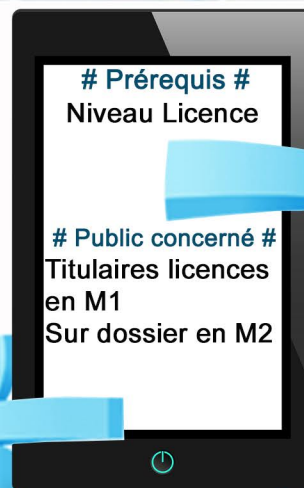 # Prérequis #
Niveau Licence
# Public concerné #
Titulaires licences
en M1
Sur dossier en M2